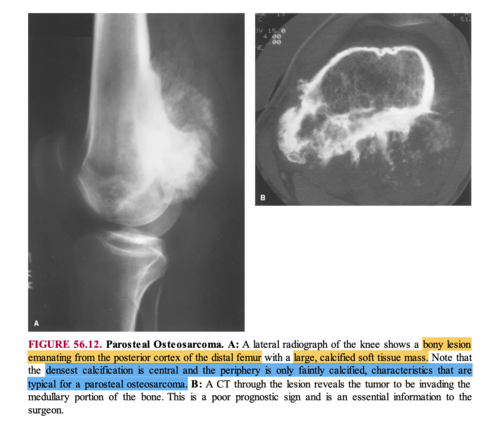 A
B
FIGURE 56.12. Parosteal Osteosarcoma. A: A lateral radiograph of the knee shows a bony lesion
emanating from the posterior cortex of the distal femur with a large, calcified soft tissue mass. Note that
the densest calcification is central and the periphery is only faintly calcified, characteristics that are
typical for a parosteal osteosarcoma. B: A CT through the lesion reveals the tumor to be invading the
medullary portion of the bone. This is a poor prognostic sign and is an essential information to the
surgeon.